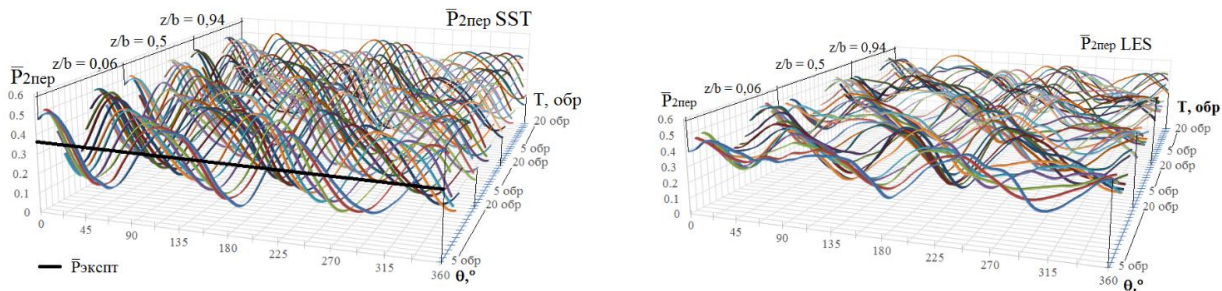 P̅2пер SST
z/b = 0,94
z/b = 0,5
z/b = 0,06
P̅2пер
0.6
0.5
0.4
0.3
0.2
0.1
0
0
45
90
135
180
225
270
315
360
θ,º
T, обр
20 обр
5 обр
20 обр
5 обр
20 обр
5 обр
P̅экспт
P̅2пер LES
z/b = 0,94
z/b = 0,5
z/b = 0,06
P̅2пер
0.6
0.5
0.4
0.3
0.2
0.1
0
0
45
90
135
180
225
270
315
360
θ,º
T, обр
20 обр
5 обр
20 обр
5 обр
20 обр
5 обр